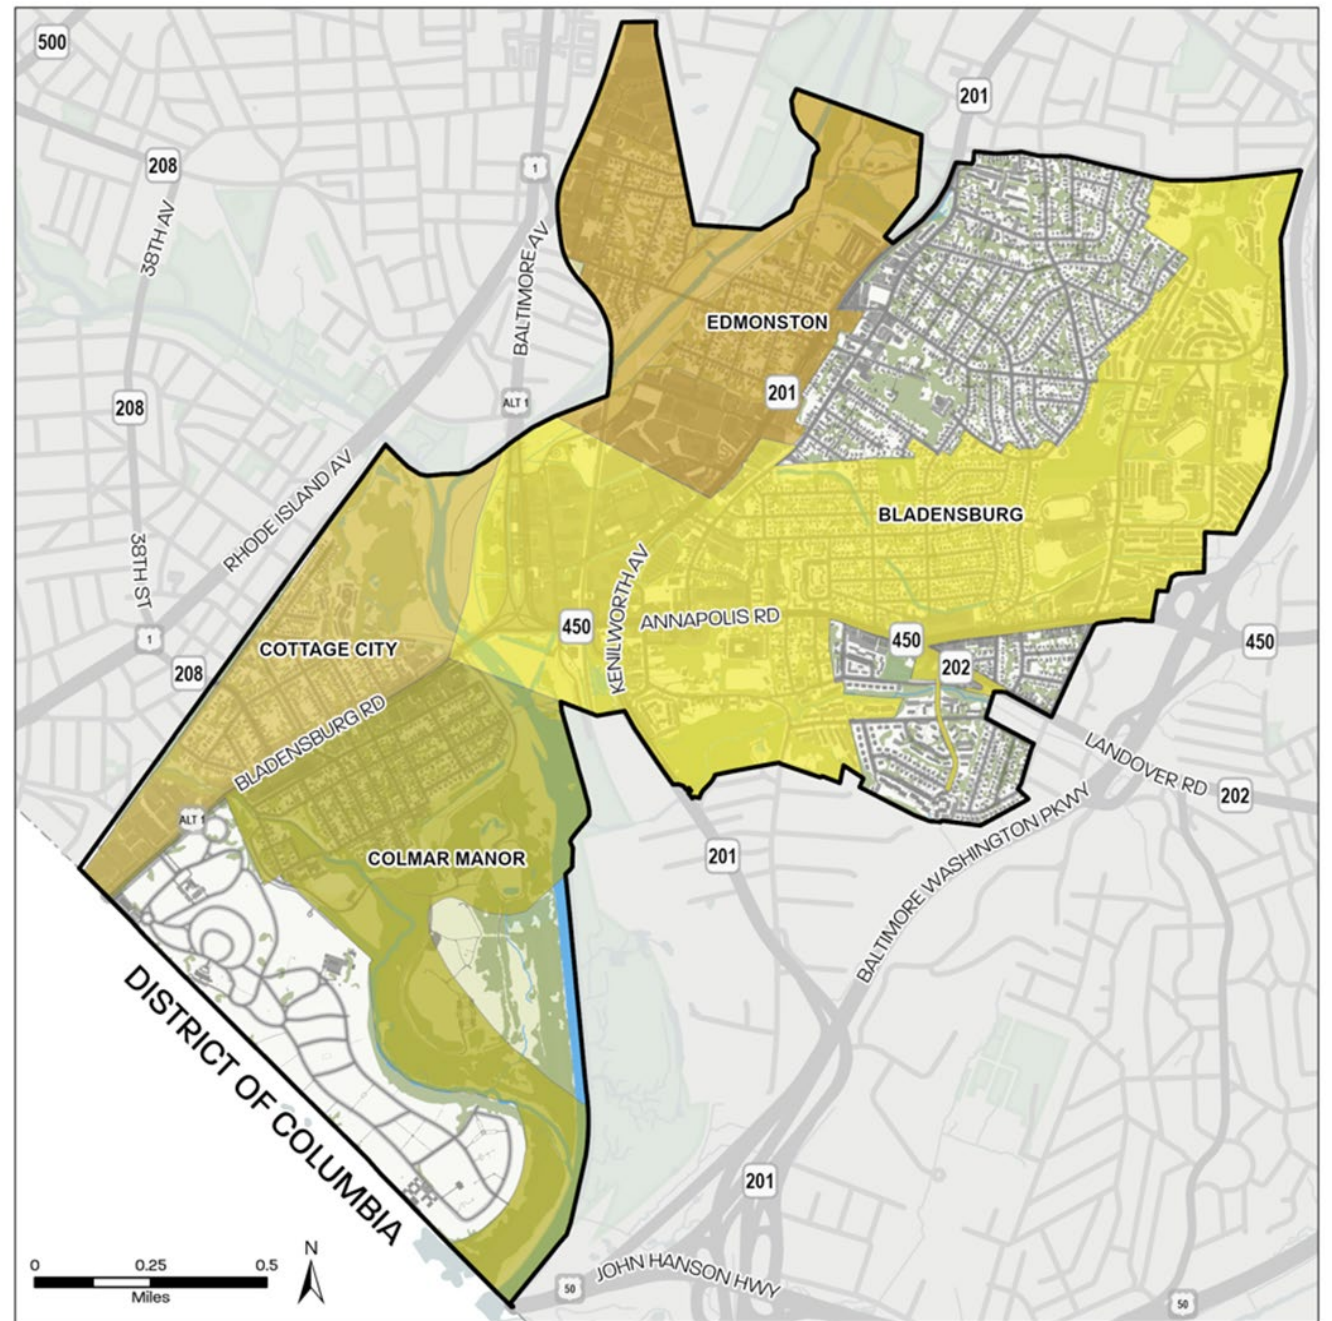 500
201
208
1
38TH AV
BALTIMORE AV
EDMONSTON
201
ALT 1
208
RHODE ISLAND AV
BLADENSBURG
38TH ST
KENILWORTH AV
ANNAPOLIS RD
450
450
450
1
COTTAGE CITY
202
208
BLADENSBURG RD
LANDOVER RD
202
ALT 1
201
COLMAR MANOR
BALTIMORE WASHINGTON PKWY
DISTRICT OF COLUMBIA
201
N
0 0.25 0.5
Miles
JOHN HANSON HWY
50
50